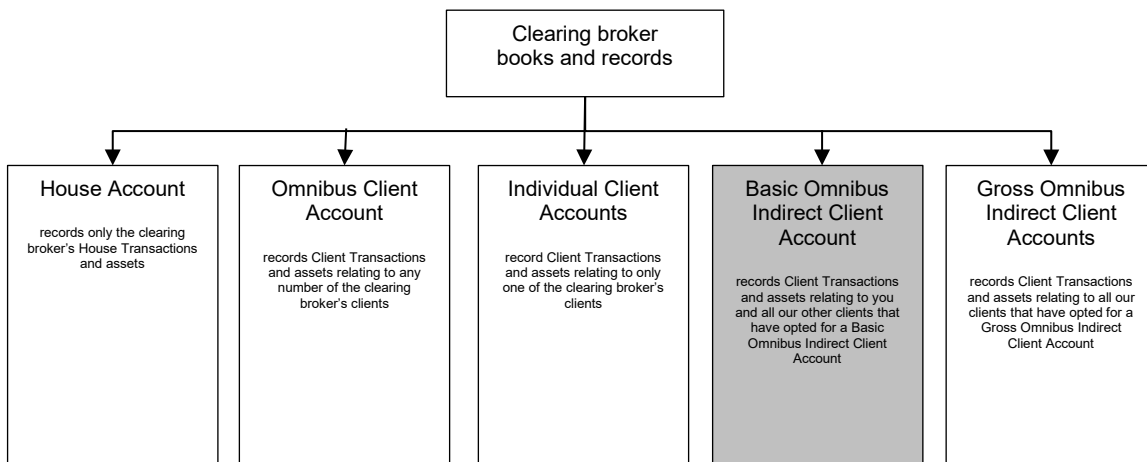 Clearing broker
books and records
House Account
records only the clearing
broker's House Transactions
and assets
Omnibus Client
Account
records Client Transactions
and assets relating to any
number of the clearing
broker's clients
Individual Client
Accounts
record Client Transactions
and assets relating to only
one of the clearing broker's
clients
Basic Omnibus
Indirect Client
Account
records Client Transactions
and assets relating to you
and all our other clients that
have opted for a Basic
Omnibus Indirect Client
Account
Gross Omnibus
Indirect Client
Accounts
records Client Transactions
and assets relating to all our
clients that have opted for a
Gross Omnibus Indirect
Client Account